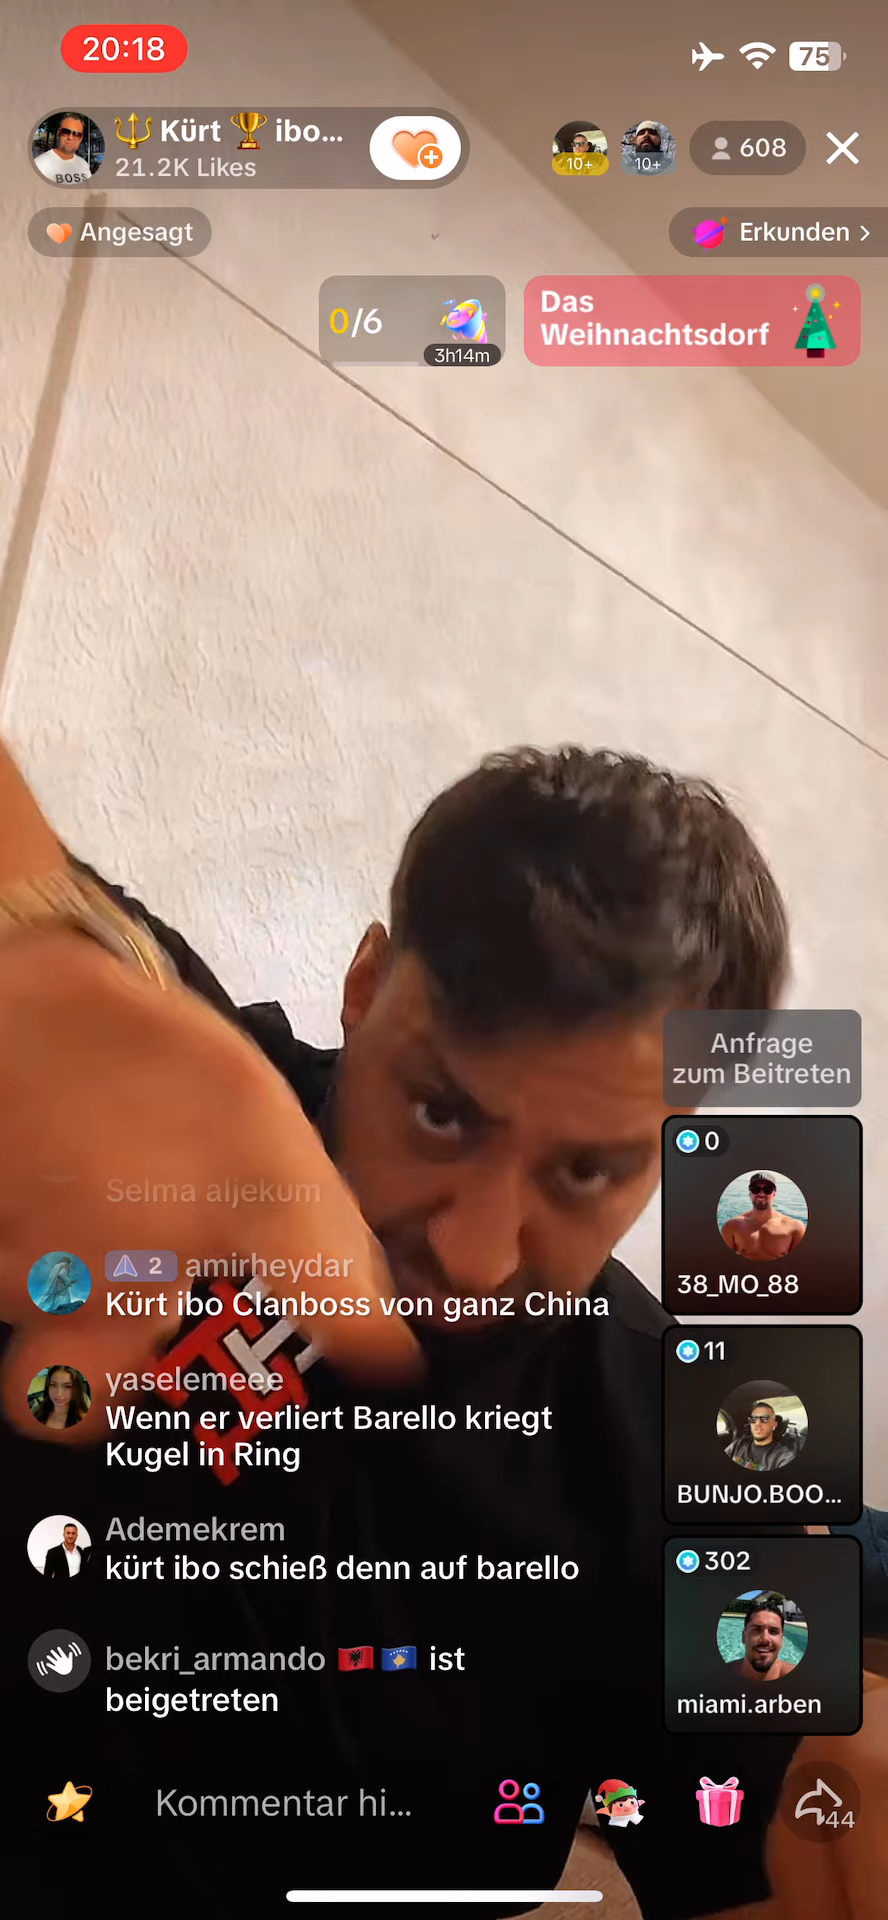 20:18
75
🔱 Kürt 🏆 ibo...
21.2K Likes
BOSS
10+
10+
608
Angesagt
Erkunden >
0/6
3h14m
Das
Weihnachtsdorf
Anfrage
zum Beitreten
0
38_MO_88
11
BUNJO.BOO...
302
miami.arben
Selma aljekum
2 amirheydar
Kürt ibo Clanboss von ganz China
yaselemeee
Wenn er verliert Barello kriegt
Kugel in Ring
Ademekrem
kürt ibo schieß denn auf barello
bekri_armando 🇦🇱 🇽🇰 ist
beigetreten
Kommentar hi...
44